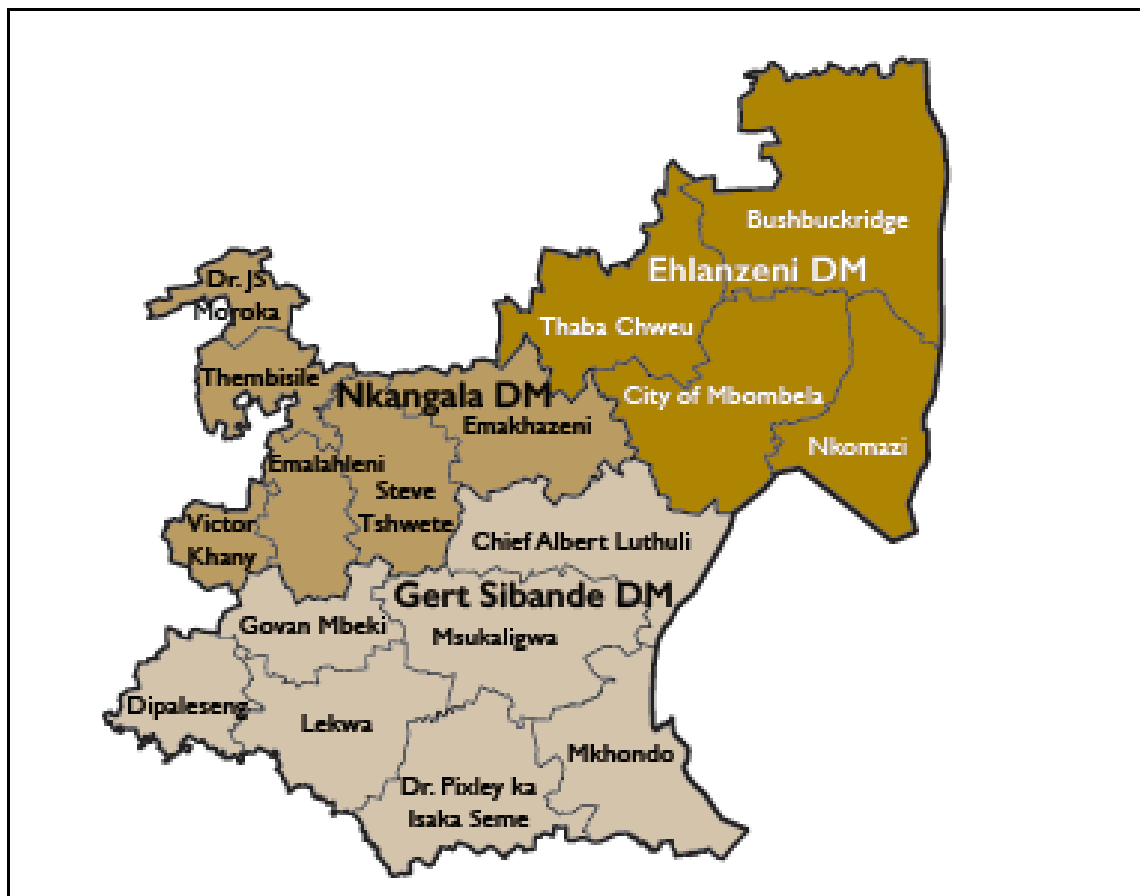 Bushbuckridge
Ehlanzeni DM
Dr. JS
Moroka
Thaba Chweu
Thembisile
Nkangala DM
City of Mbombela
Emakhazeni
Nkomazi
Emalahleni
Steve
Tshwete
Victor
Khany
Chief Albert Luthuli
Gert Sibande DM
Govan Mbeki
Msukaligwa
Dipaleseng
Lekwa
Mkhondo
Dr. Pixley ka
Isaka Seme